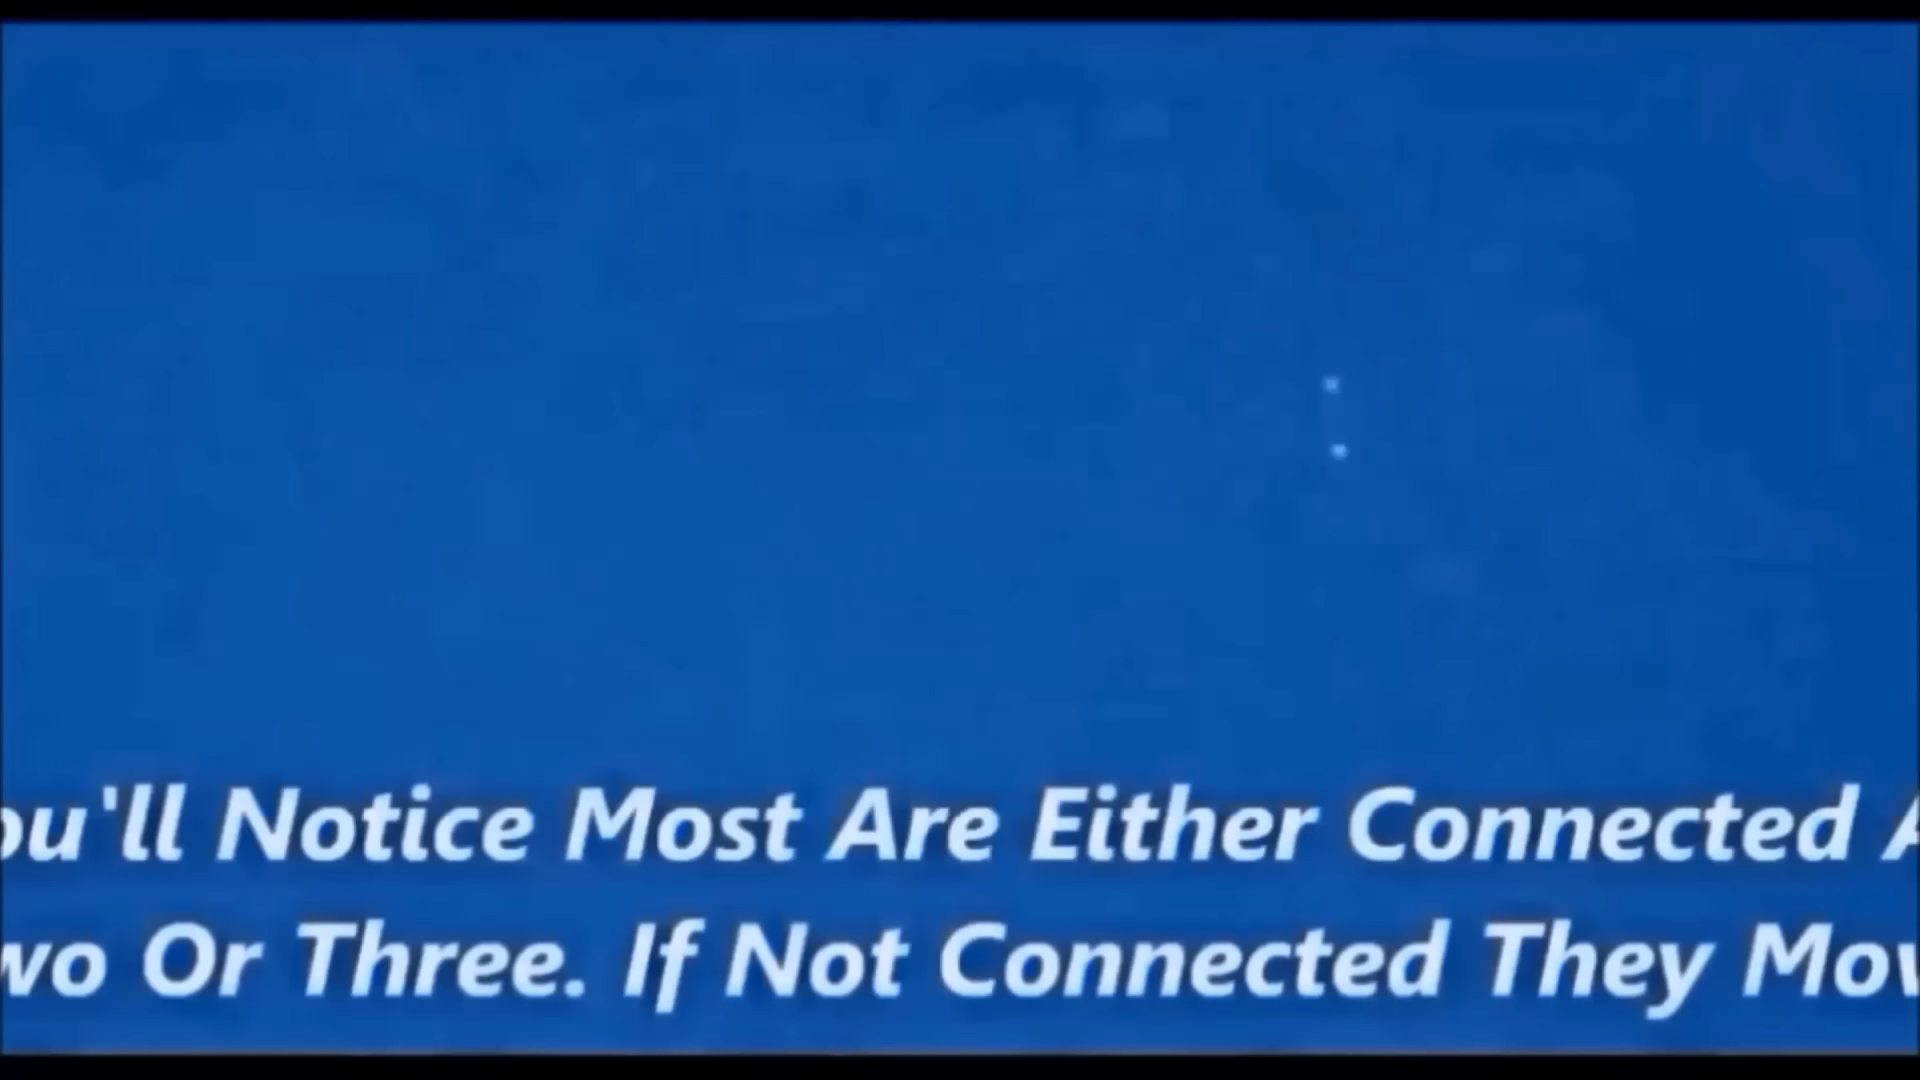 ou'll Notice Most Are Either Connected A
wo Or Three. If Not Connected They Mov